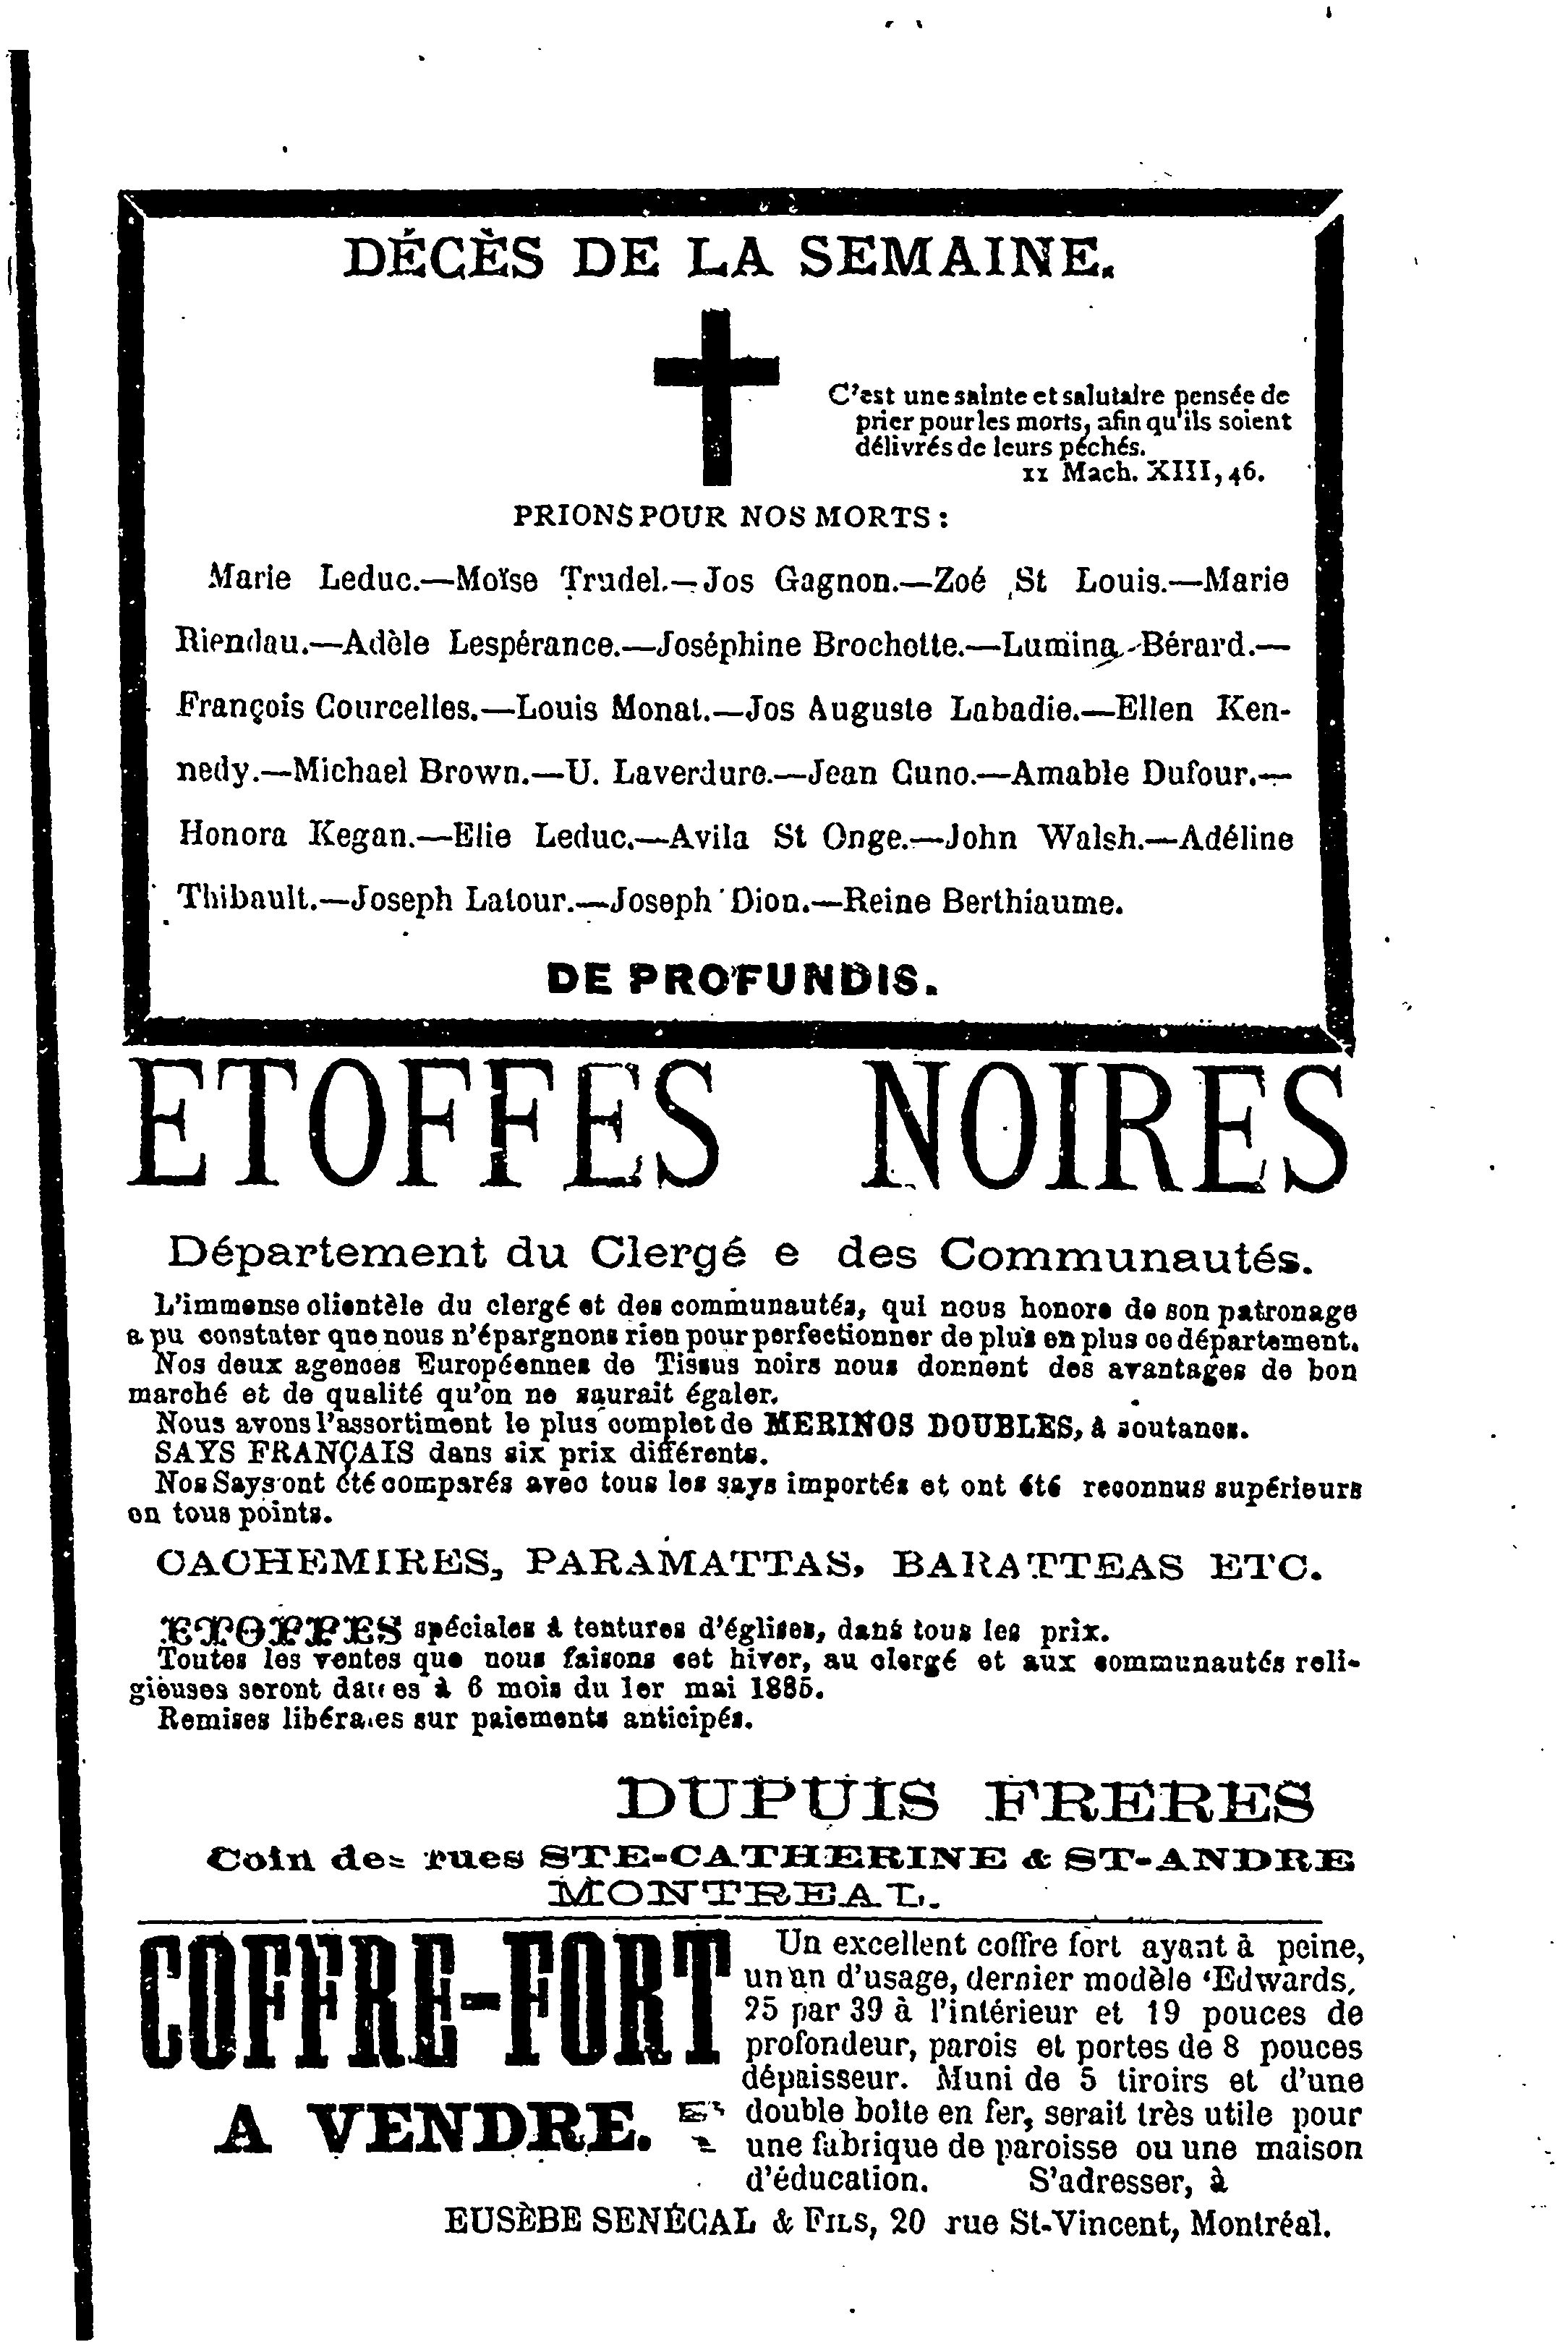 DÉCÈS DE LA SEMAINE.
C'est une sainte et salutaire pensée de
prier pour les morts, afin qu'ils soient
délivrés de leurs péchés.
II Mach. XIII, 46.
PRIONS POUR NOS MORTS :
Marie Leduc.—Moïse Trudel.—Jos Gagnon.—Zoé St Louis.—Marie
Riendau.—Adèle Lespérance.—Joséphine Brochette.—Lumina Bérard.—
François Courcelles.—Louis Monat.—Jos Auguste Labadie.—Ellen Ken-
nedy.—Michael Brown.—U. Laverdure.—Jean Cuno.—Amable Dufour.—
Honora Kegan.—Elie Leduc.—Avila St Onge.—John Walsh.—Adéline
Thibault.—Joseph Latour.—Joseph Dion.—Reine Berthiaume.
DE PROFUNDIS.
ETOFFES NOIRES
Département du Clergé e des Communautés.
L'immense clientèle du clergé et des communautés, qui nous honore de son patronage
a pu constater que nous n'épargnons rien pour perfectionner de plus en plus ce département.
Nos deux agences Européennes de Tissus noirs nous donnent des avantages de bon
marché et de qualité qu'on ne saurait égaler.
Nous avons l'assortiment le plus complet de MERINOS DOUBLES, à soutanes.
SAYS FRANÇAIS dans six prix différents.
Nos Says ont été comparés avec tous les says importés et ont été reconnus supérieurs
en tous points.
CACHEMIRES, PARAMATTAS, BARATTEAS ETC.
ETOFFES spéciales à tentures d'églises, dans tous les prix.
Toutes les ventes que nous faisons cet hiver, au clergé et aux communautés reli-
gieuses seront datées à 6 mois du 1er mai 1885.
Remises libérales sur paiements anticipés.
DUPUIS FRERES
Coin des rues STE-CATHERINE & ST-ANDRE
MONTREAL.
COFFRE-FORT
A VENDRE.
Un excellent coffre fort ayant à peine,
un an d'usage, dernier modèle 'Edwards,
25 par 39 à l'intérieur et 19 pouces de
profondeur, parois et portes de 8 pouces
dépaisseur. Muni de 5 tiroirs et d'une
double boîte en fer, serait très utile pour
une fabrique de paroisse ou une maison
d'éducation. S'adresser, à
EUSÈBE SENÉCAL & FILS, 20 rue St-Vincent, Montréal.